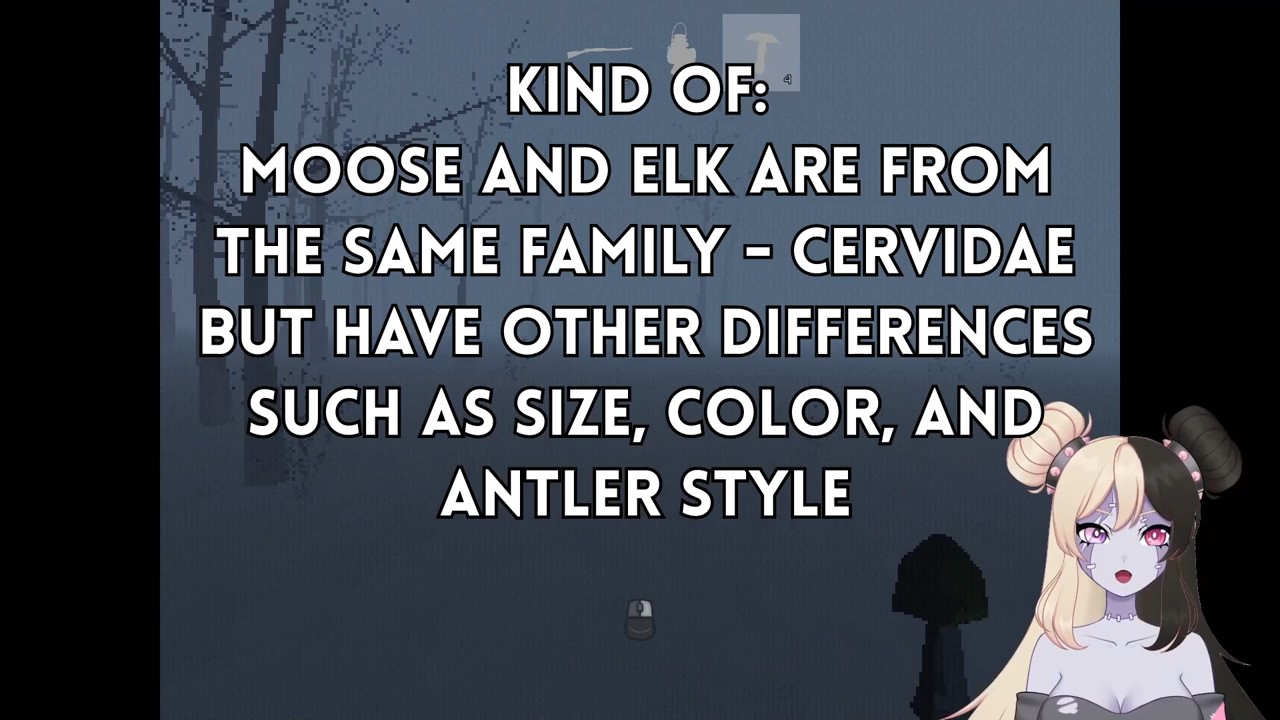 4
KIND OF:
MOOSE AND ELK ARE FROM
THE SAME FAMILY - CERVIDAE
BUT HAVE OTHER DIFFERENCES
SUCH AS SIZE, COLOR, AND
ANTLER STYLE